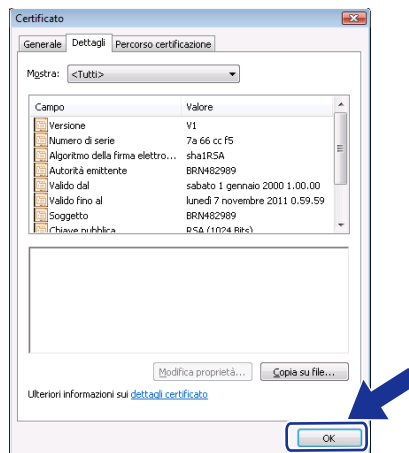 Certificato
Generale Dettagli Percorso certificazione
Mostra: <Tutti>
Campo Valore
Versione V1
Numero di serie 7a 66 cc f5
Algoritmo della firma elettro... sha1RSA
Autorità emittente BRN482989
Valido dal sabato 1 gennaio 2000 1.00.00
Valido fino al lunedì 7 novembre 2011 0.59.59
Soggetto BRN482989
Chiave pubblica RSA (1024 Bits)
Modifica proprietà... Copia su file...
Ulteriori informazioni sui dettagli certificato
OK